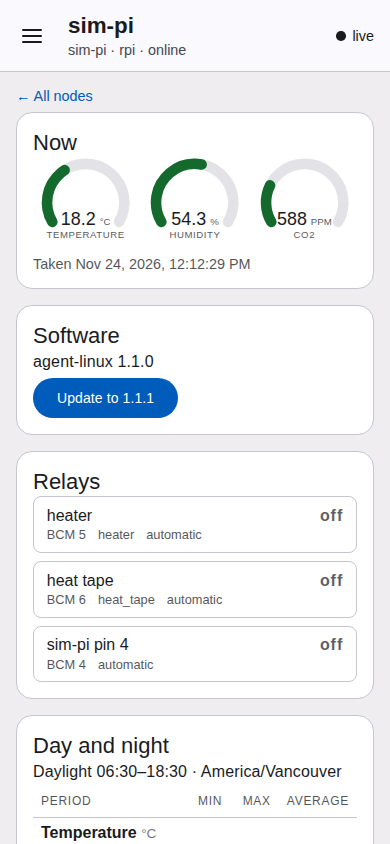 sim-pi
sim-pi · rpi · online
live
← All nodes
Now
18.2 °C
TEMPERATURE
54.3 %
HUMIDITY
588 PPM
CO2
Taken Nov 24, 2026, 12:12:29 PM
Software
agent-linux 1.1.0
Update to 1.1.1
Relays
heater off
BCM 5 heater automatic
heat tape off
BCM 6 heat_tape automatic
sim-pi pin 4 off
BCM 4 automatic
Day and night
Daylight 06:30–18:30 · America/Vancouver
PERIOD MIN MAX AVERAGE
Temperature °C